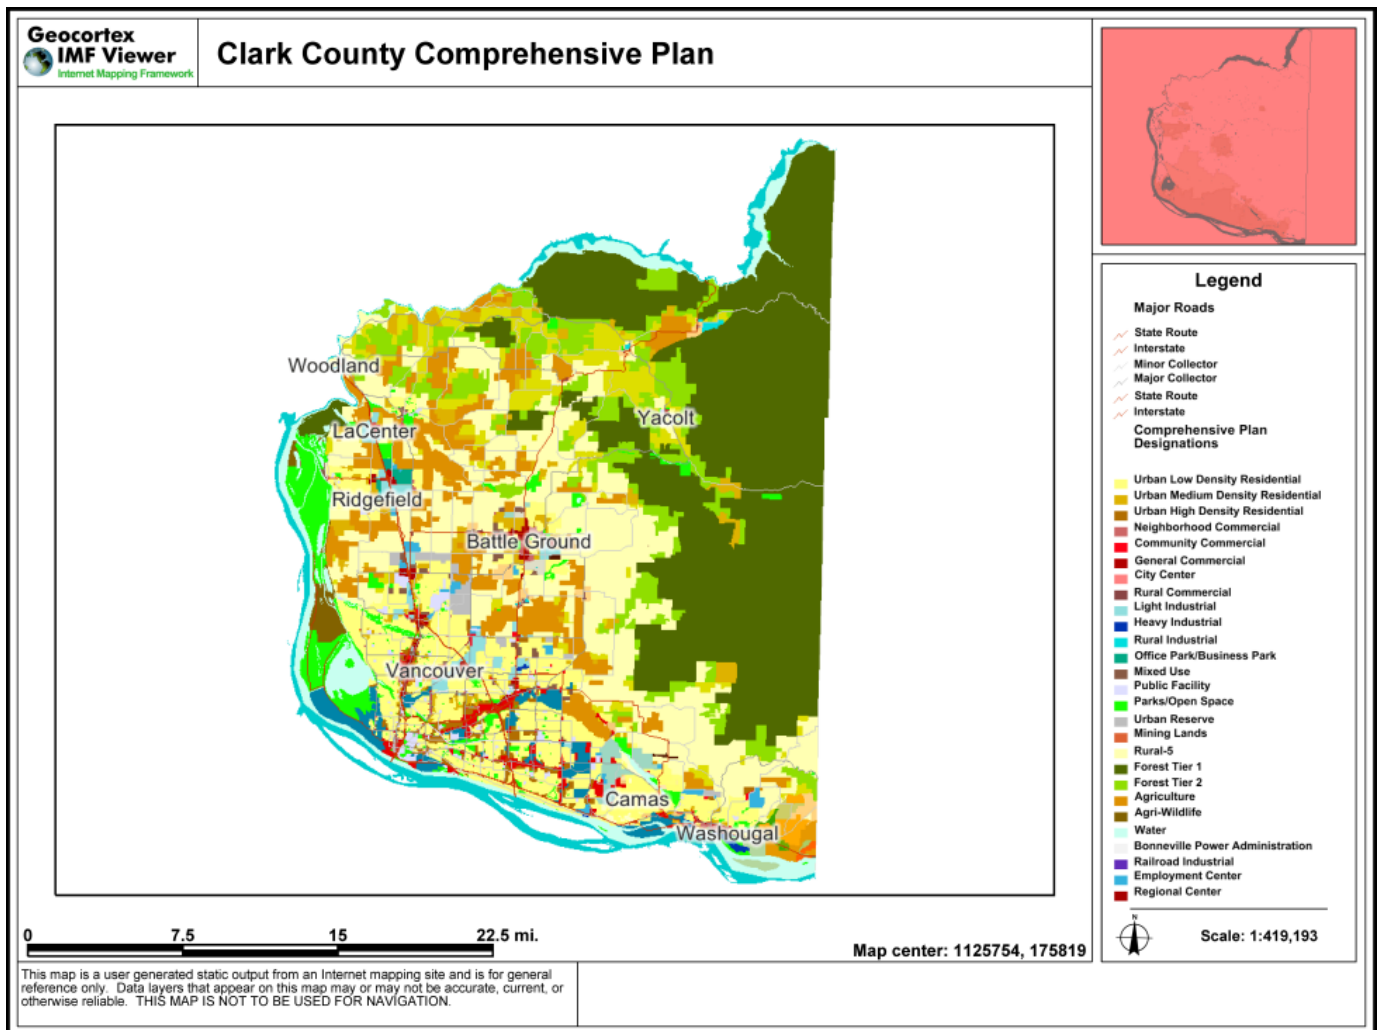 Geocortex
IMF Viewer
Internet Mapping Framework
Clark County Comprehensive Plan
Woodland
LaCenter
Yacolt
Ridgefield
Battle Ground
Vancouver
Camas
Washougal
0 7.5 15 22.5 mi.
Map center: 1125754, 175819
This map is a user generated static output from an Internet mapping site and is for general
reference only. Data layers that appear on this map may or may not be accurate, current, or
otherwise reliable. THIS MAP IS NOT TO BE USED FOR NAVIGATION.
Legend
Major Roads
State Route
Interstate
Minor Collector
Major Collector
State Route
Interstate
Comprehensive Plan
Designations
Urban Low Density Residential
Urban Medium Density Residential
Urban High Density Residential
Neighborhood Commercial
Community Commercial
General Commercial
City Center
Rural Commercial
Light Industrial
Heavy Industrial
Rural Industrial
Office Park/Business Park
Mixed Use
Public Facility
Parks/Open Space
Urban Reserve
Mining Lands
Rural-5
Forest Tier 1
Forest Tier 2
Agriculture
Agri-Wildlife
Water
Bonneville Power Administration
Railroad Industrial
Employment Center
Regional Center
N
Scale: 1:419,193